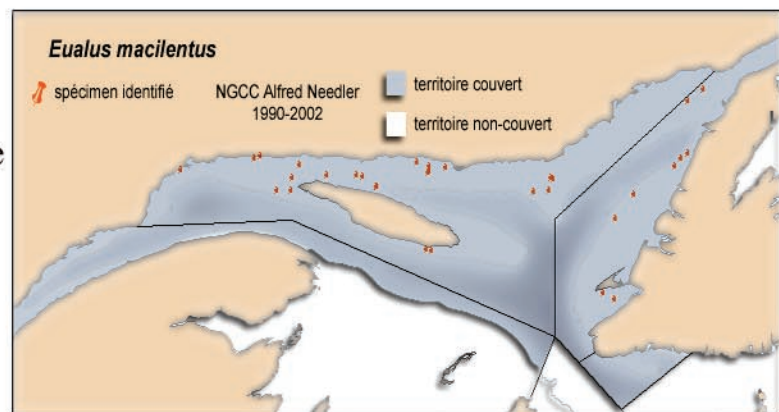 Eualus macilentus
spécimen identifié
NGCC Alfred Needler
1990-2002
territoire couvert
territoire non-couvert
e